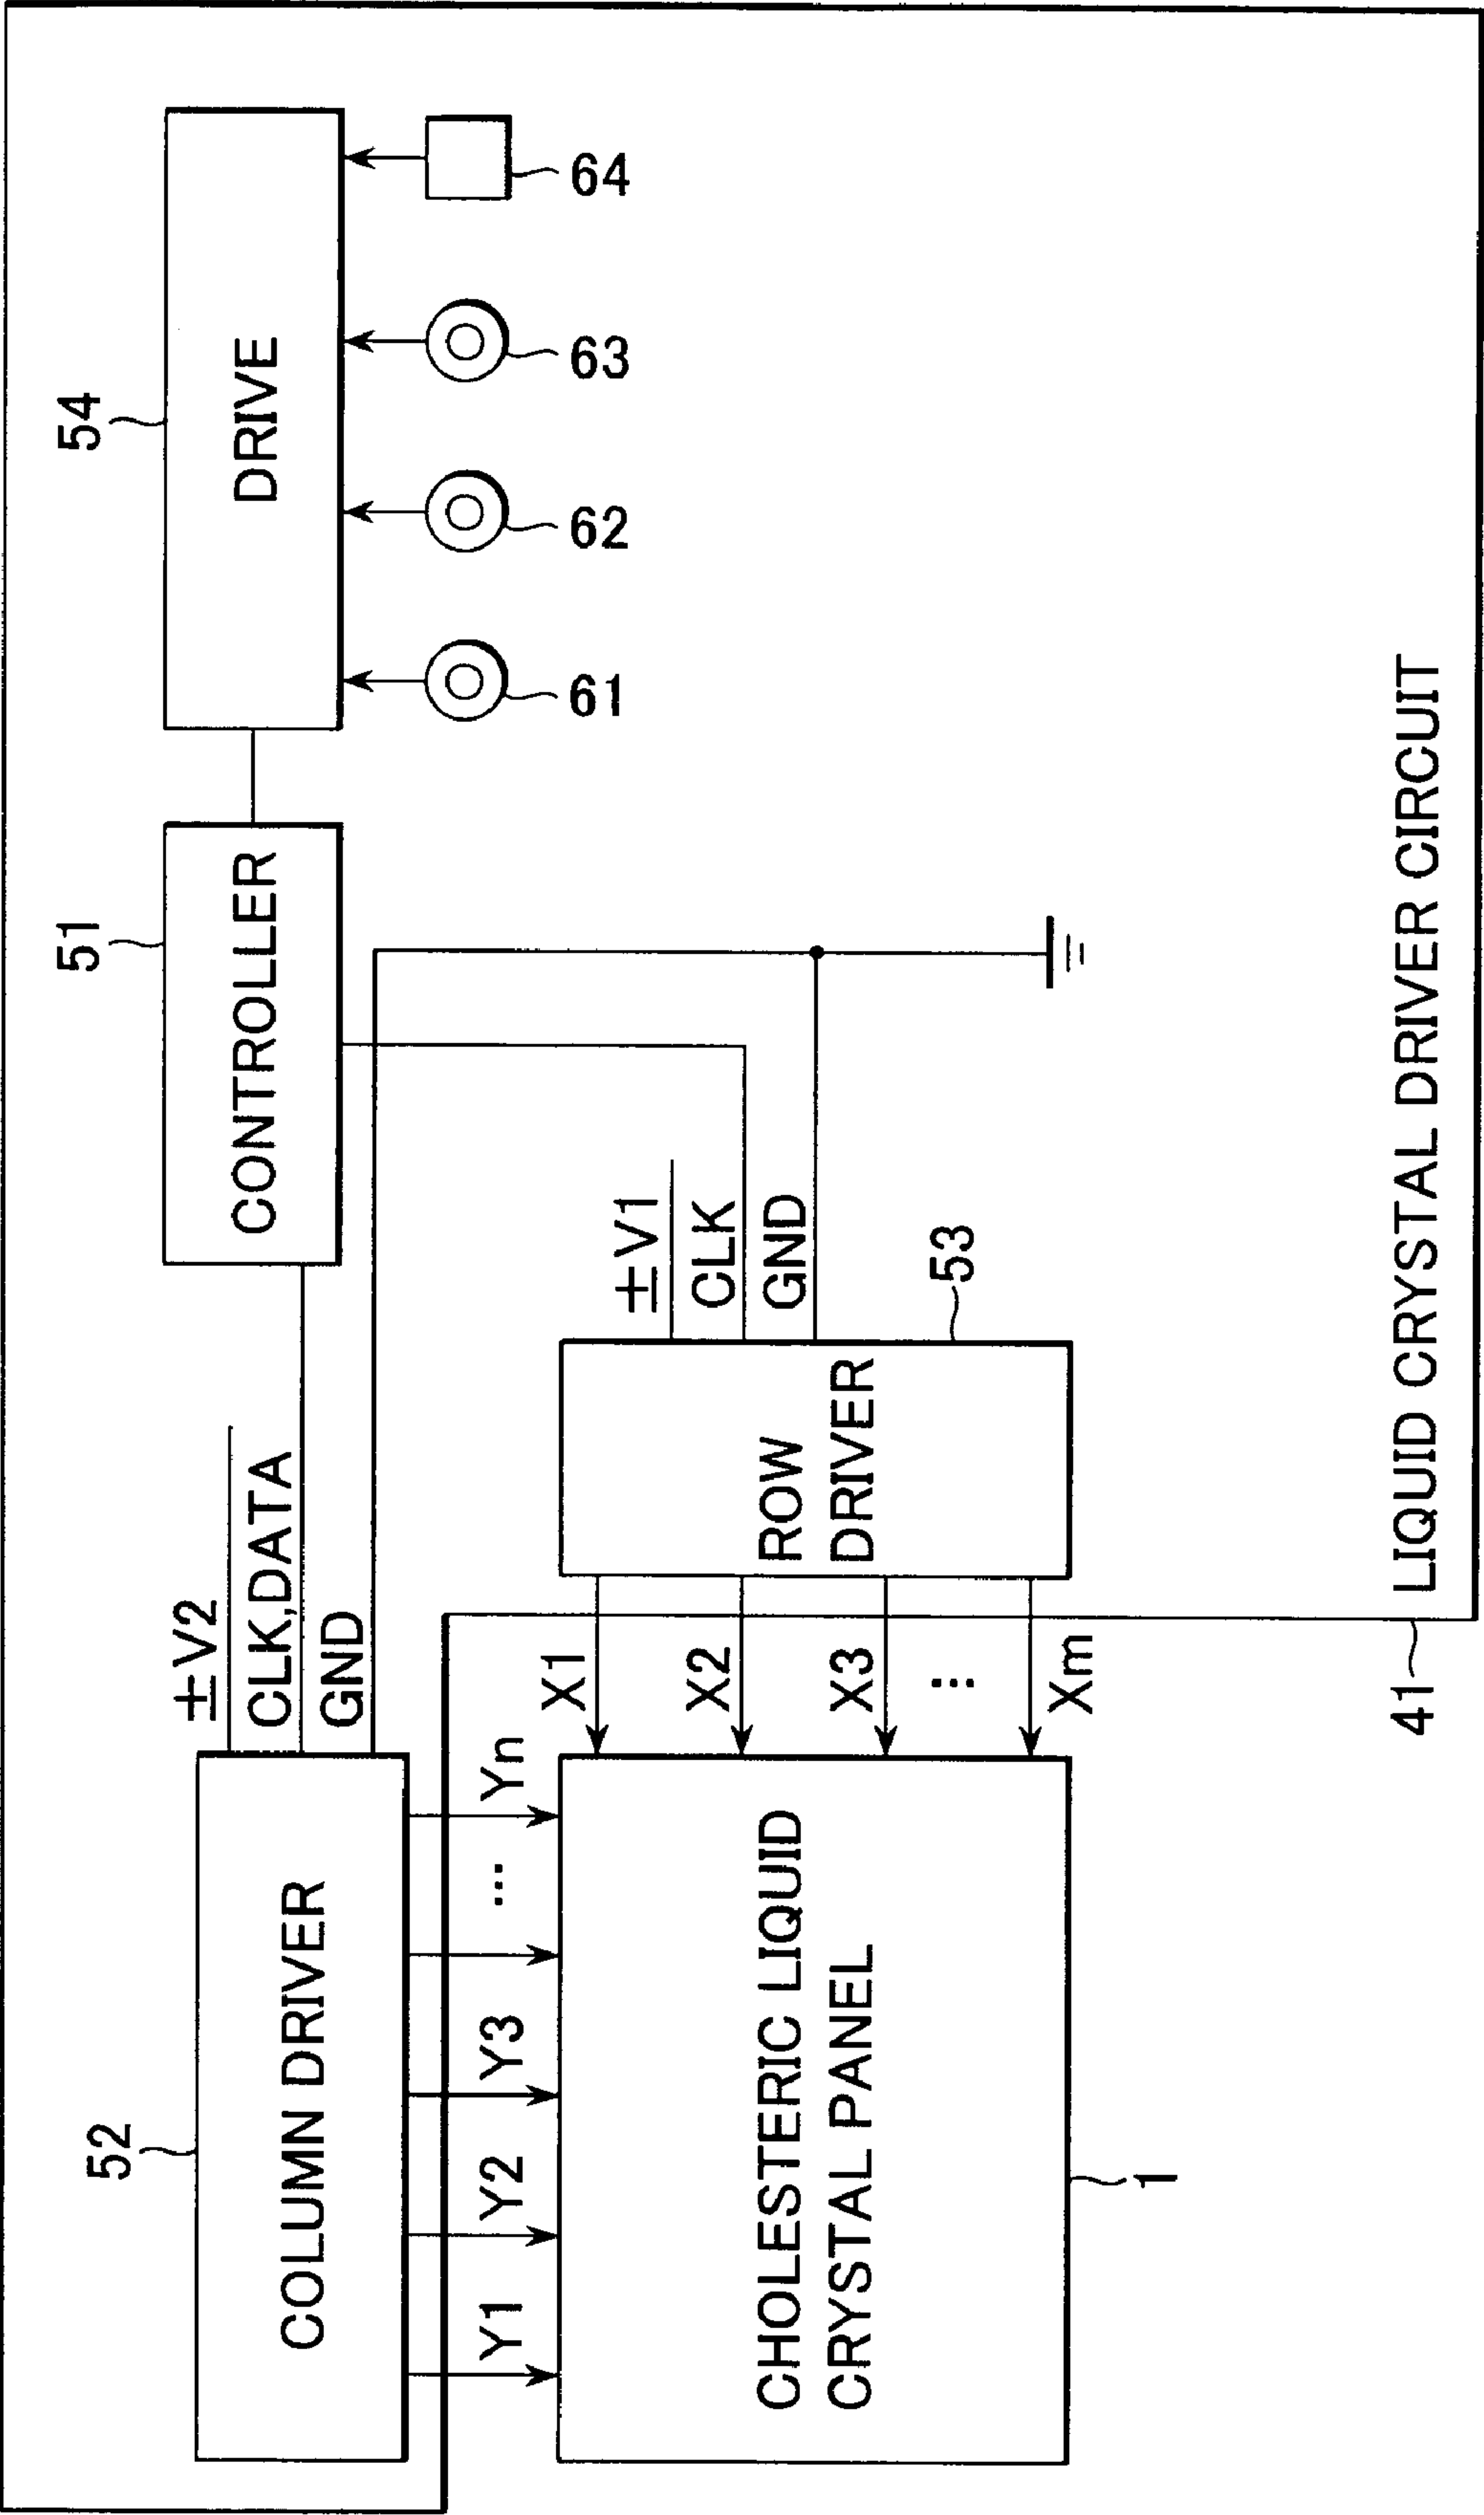 52
COLUMN DRIVER
±V2
CLK,DATA
GND
51
CONTROLLER
54
DRIVE
61
62
63
64
Y1
Y2
Y3
...
Yn
CHOLESTERIC LIQUID
CRYSTAL PANEL
1
X1
X2
X3
...
Xm
ROW
DRIVER
53
±V1
CLK
GND
41
LIQUID CRYSTAL DRIVER CIRCUIT